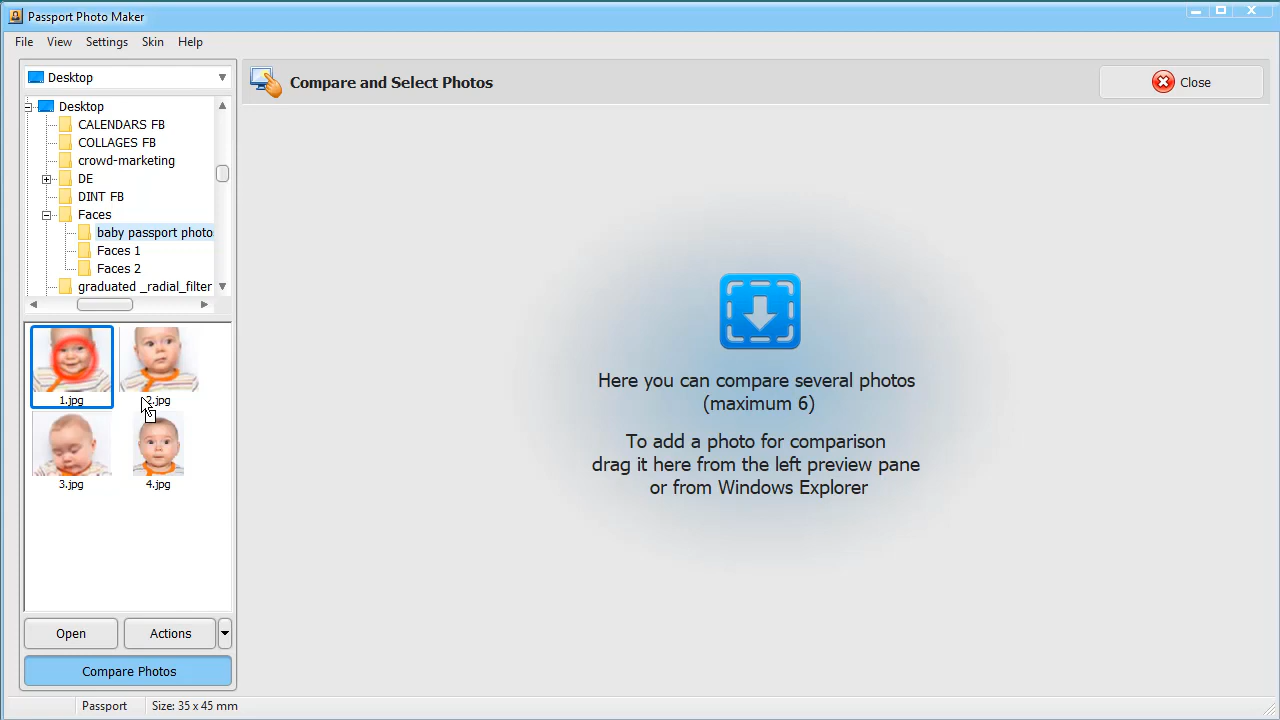 Passport Photo Maker
File View Settings Skin Help
Desktop
Desktop
CALENDARS FB
COLLAGES FB
crowd-marketing
DE
DINT FB
Faces
baby passport photo
Faces 1
Faces 2
graduated _radial_filter
1.jpg
2.jpg
3.jpg
4.jpg
Open
Actions
Compare Photos
Compare and Select Photos
Close
Here you can compare several photos
(maximum 6)
To add a photo for comparison
drag it here from the left preview pane
or from Windows Explorer
Passport
Size: 35 x 45 mm